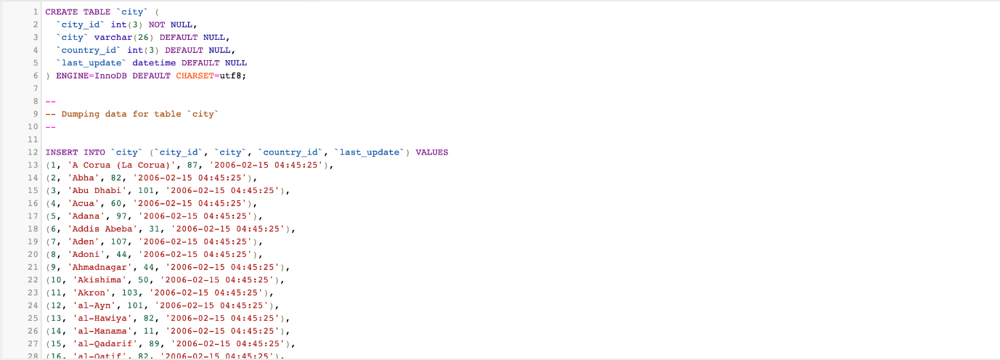 1 CREATE TABLE `city` (
2 `city_id` int(3) NOT NULL,
3 `city` varchar(26) DEFAULT NULL,
4 `country_id` int(3) DEFAULT NULL,
5 `last_update` datetime DEFAULT NULL
6 ) ENGINE=InnoDB DEFAULT CHARSET=utf8;
7
8 --
9 -- Dumping data for table `city`
10 --
11
12 INSERT INTO `city` (`city_id`, `city`, `country_id`, `last_update`) VALUES
13 (1, 'A Corua (La Corua)', 87, '2006-02-15 04:45:25'),
14 (2, 'Abha', 82, '2006-02-15 04:45:25'),
15 (3, 'Abu Dhabi', 101, '2006-02-15 04:45:25'),
16 (4, 'Acua', 60, '2006-02-15 04:45:25'),
17 (5, 'Adana', 97, '2006-02-15 04:45:25'),
18 (6, 'Addis Abeba', 31, '2006-02-15 04:45:25'),
19 (7, 'Aden', 107, '2006-02-15 04:45:25'),
20 (8, 'Adoni', 44, '2006-02-15 04:45:25'),
21 (9, 'Ahmadnagar', 44, '2006-02-15 04:45:25'),
22 (10, 'Akishima', 50, '2006-02-15 04:45:25'),
23 (11, 'Akron', 103, '2006-02-15 04:45:25'),
24 (12, 'al-Ayn', 101, '2006-02-15 04:45:25'),
25 (13, 'al-Hawiya', 82, '2006-02-15 04:45:25'),
26 (14, 'al-Manama', 11, '2006-02-15 04:45:25'),
27 (15, 'al-Qadarif', 89, '2006-02-15 04:45:25'),
28 (16, 'al-Qatif', 82, '2006-02-15 04:45:25'),